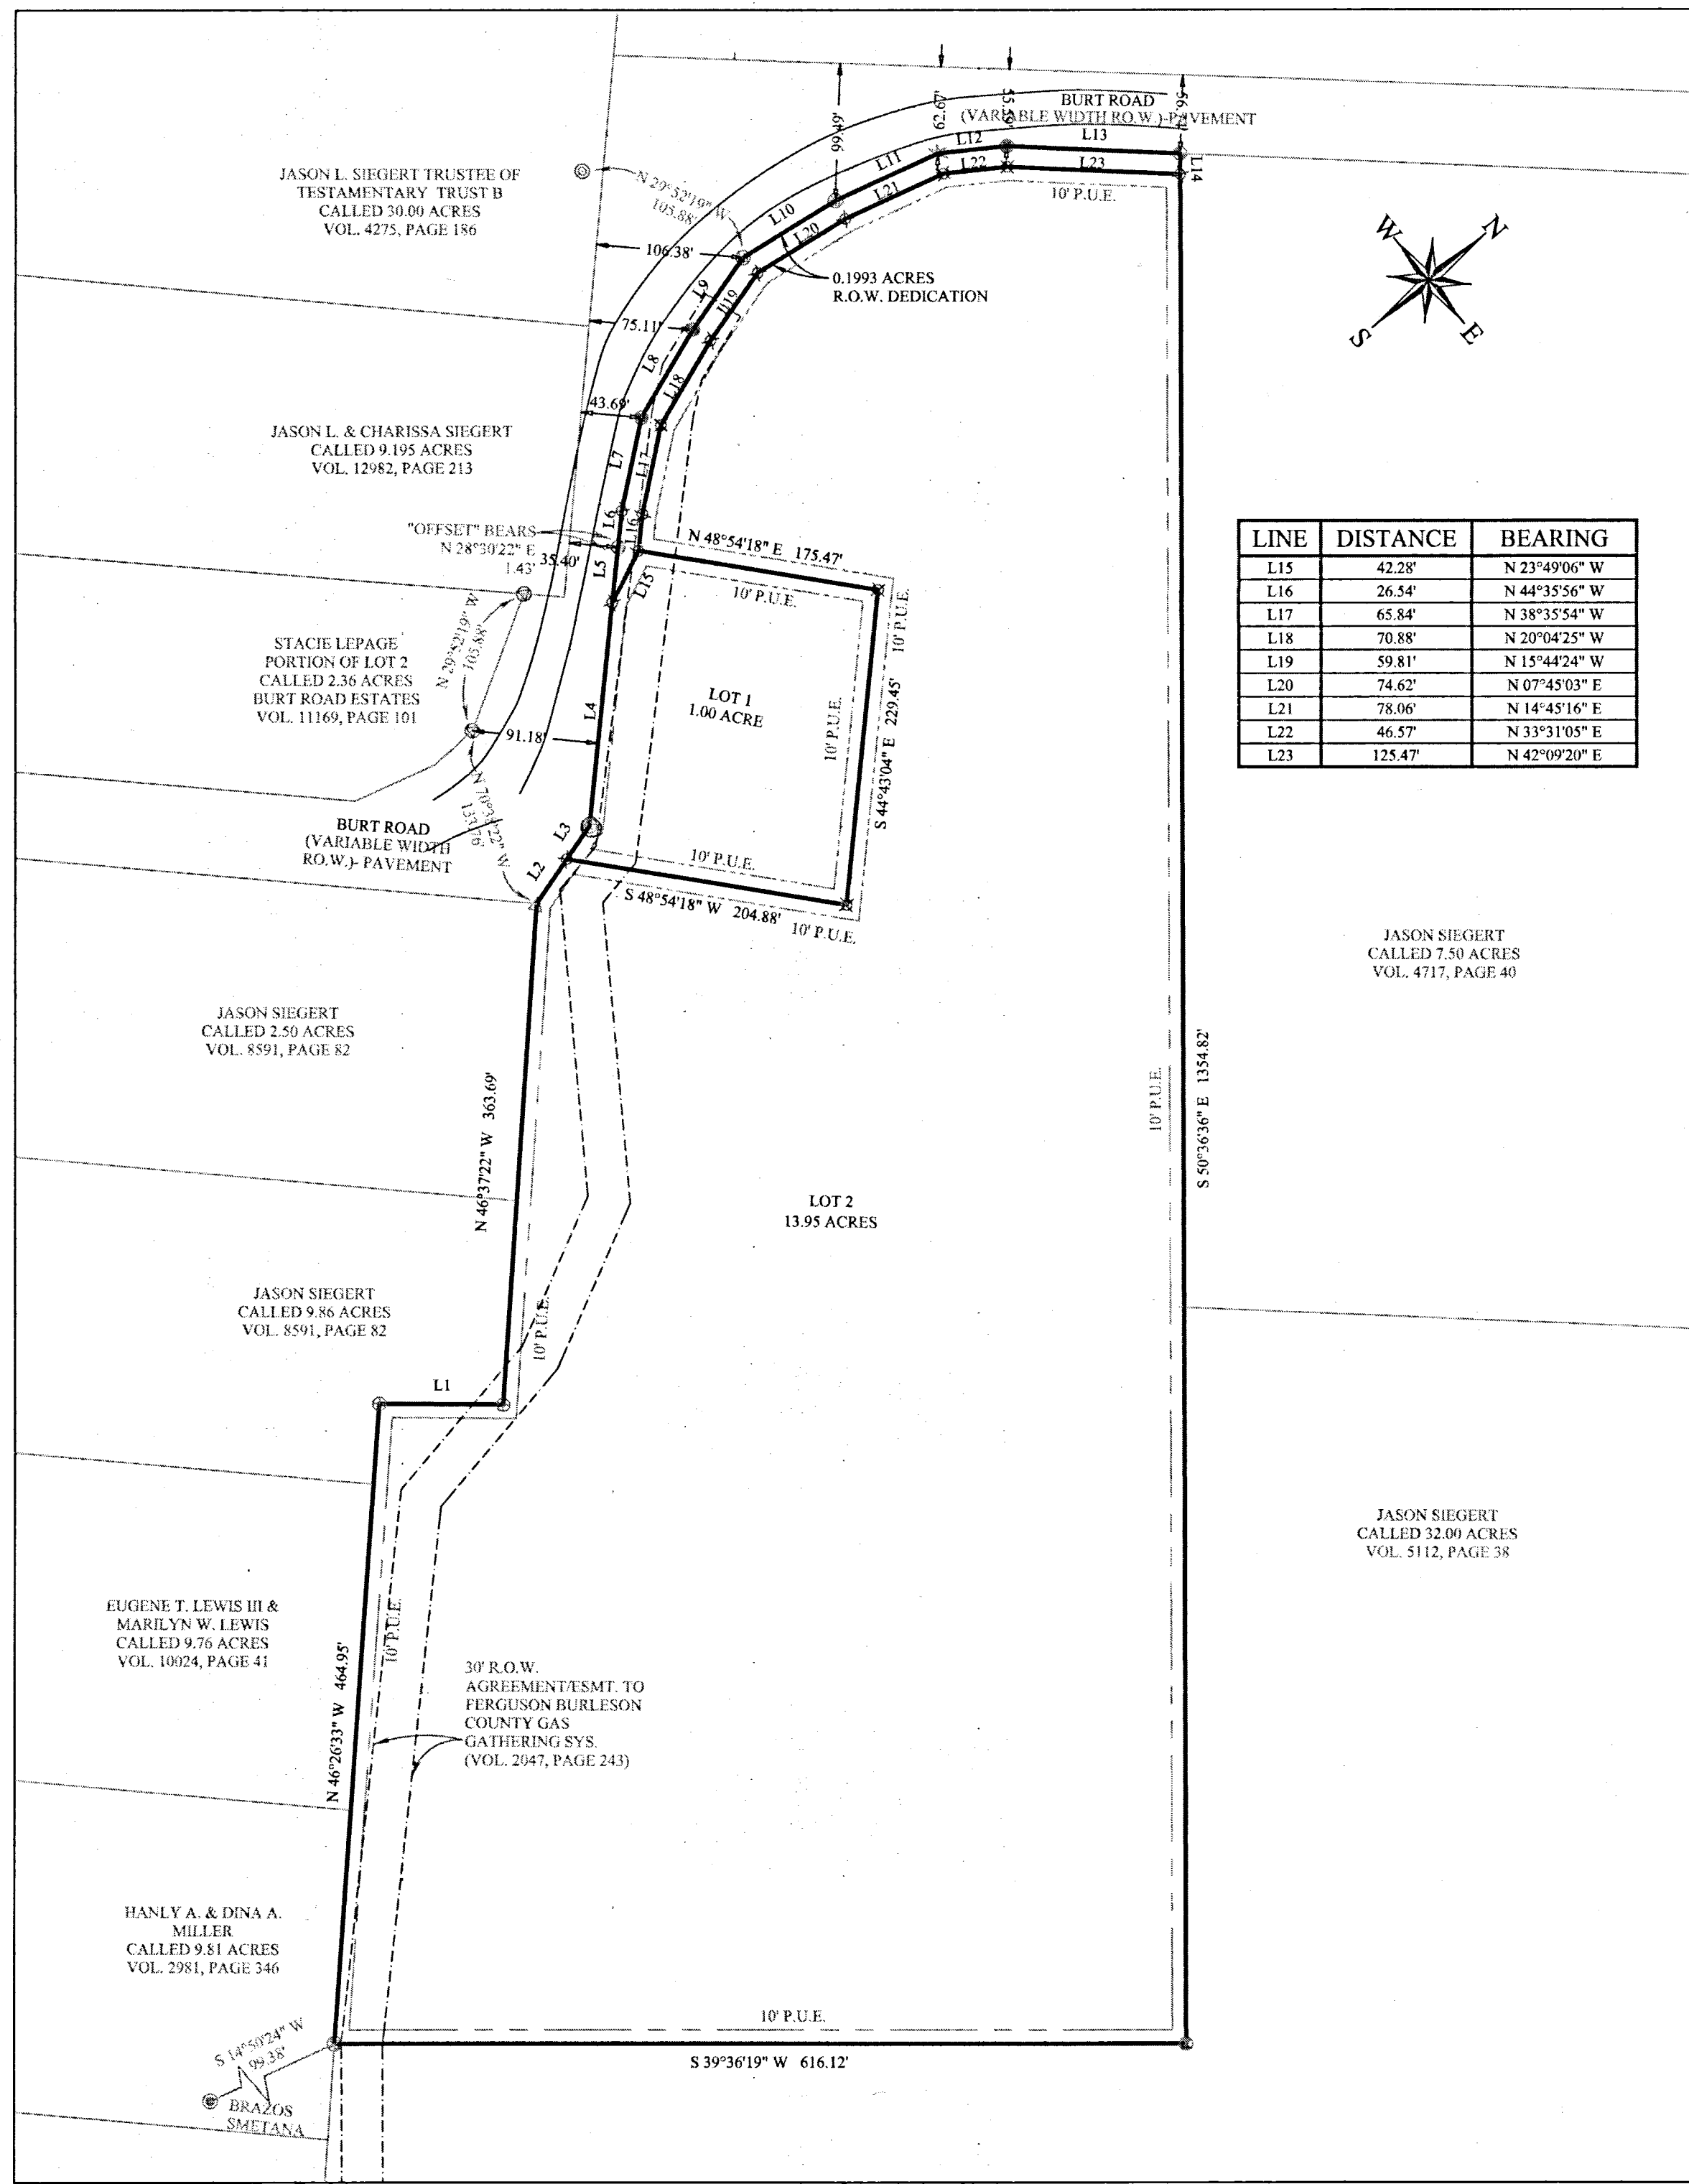 BURT ROAD
(VARIABLE WIDTH R.O.W.)-PAVEMENT
99.49'
62.67'
L12
L13
L14
L11
L22
L23
10' P.U.E.
JASON L. SIEGERT TRUSTEE OF
TESTAMENTARY TRUST B
CALLED 30.00 ACRES
VOL. 4275, PAGE 186
N 29°52'19" W
105.88'
L10
L21
L20
106.38'
0.1993 ACRES
R.O.W. DEDICATION
W
N
S
E
L9
L19
75.11'
L8
L18
43.69'
JASON L. & CHARISSA SIEGERT
CALLED 9.195 ACRES
VOL. 12982, PAGE 213
L7
L17
"OFFSET" BEARS
N 28°30'22" E
1.43'
35.40'
L6
L16
L5
L15
N 48°54'18" E 175.47'
10' P.U.E.
10' P.U.E.
LINE DISTANCE BEARING
L15 42.28' N 23°49'06" W
L16 26.54' N 44°35'56" W
L17 65.84' N 38°35'54" W
L18 70.88' N 20°04'25" W
L19 59.81' N 15°44'24" W
L20 74.62' N 07°45'03" E
L21 78.06' N 14°45'16" E
L22 46.57' N 33°31'05" E
L23 125.47' N 42°09'20" E
STACIE LEPAGE
PORTION OF LOT 2
CALLED 2.36 ACRES
BURT ROAD ESTATES
VOL. 11169, PAGE 101
N 29°52'19" W
105.88'
91.18'
L4
LOT 1
1.00 ACRE
10' P.U.E.
S 44°43'04" E 229.45'
BURT ROAD
(VARIABLE WIDTH
R.O.W.)- PAVEMENT
L3
L2
10' P.U.E.
S 48°54'18" W 204.88'
10' P.U.E.
JASON SIEGERT
CALLED 7.50 ACRES
VOL. 4717, PAGE 40
JASON SIEGERT
CALLED 2.50 ACRES
VOL. 8591, PAGE 82
N 46°37'22" W 363.69'
10' P.U.E.
S 50°36'36" E 1354.82'
LOT 2
13.95 ACRES
JASON SIEGERT
CALLED 9.86 ACRES
VOL. 8591, PAGE 82
10' P.U.E.
L1
JASON SIEGERT
CALLED 32.00 ACRES
VOL. 5112, PAGE 38
EUGENE T. LEWIS III &
MARILYN W. LEWIS
CALLED 9.76 ACRES
VOL. 10024, PAGE 41
10' P.U.E.
N 46°26'33" W 464.95'
30' R.O.W.
AGREEMENT/ESMT. TO
FERGUSON BURLESON
COUNTY GAS
GATHERING SYS.
(VOL. 2047, PAGE 243)
HANLY A. & DINA A.
MILLER
CALLED 9.81 ACRES
VOL. 2981, PAGE 346
10' P.U.E.
S 14°50'24" W
99.38'
S 39°36'19" W 616.12'
BRAZOS
SMETANA